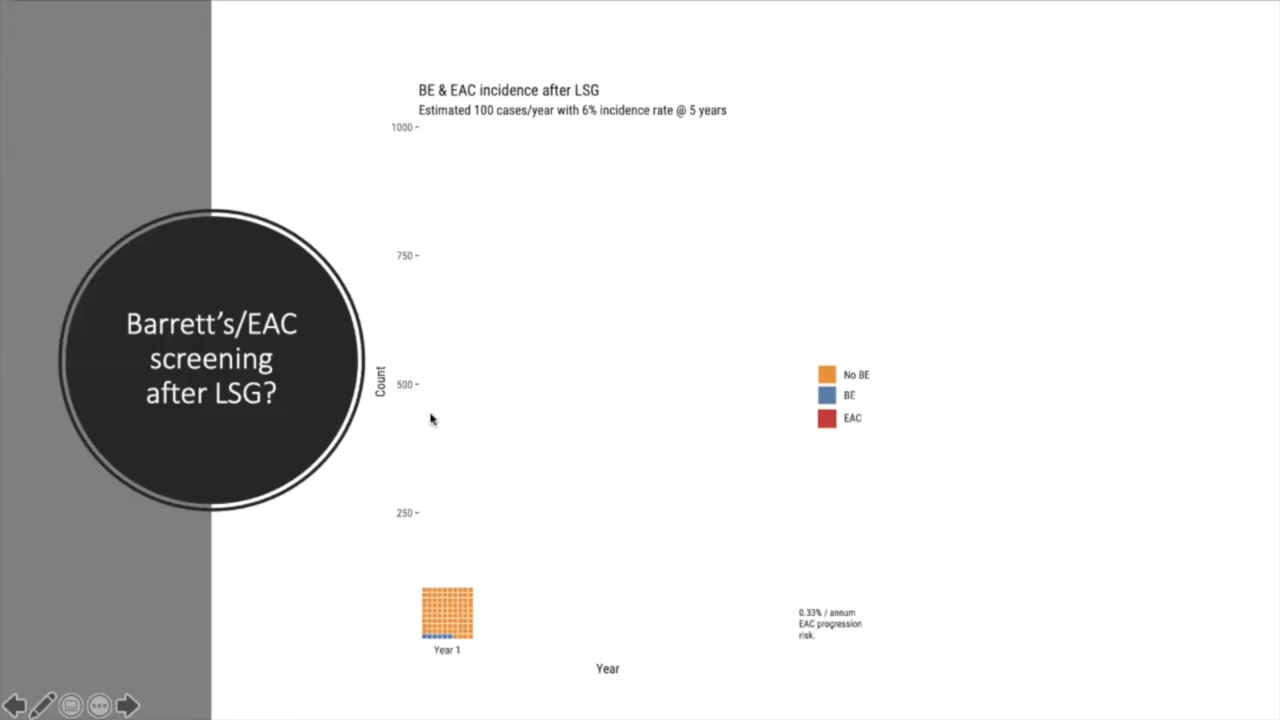 Barrett's/EAC
screening
after LSG?
BE & EAC incidence after LSG
Estimated 100 cases/year with 6% incidence rate @ 5 years
1000
750
500
250
Count
Year 1
Year
No BE
BE
EAC
0.33% / annum
EAC progression
risk.